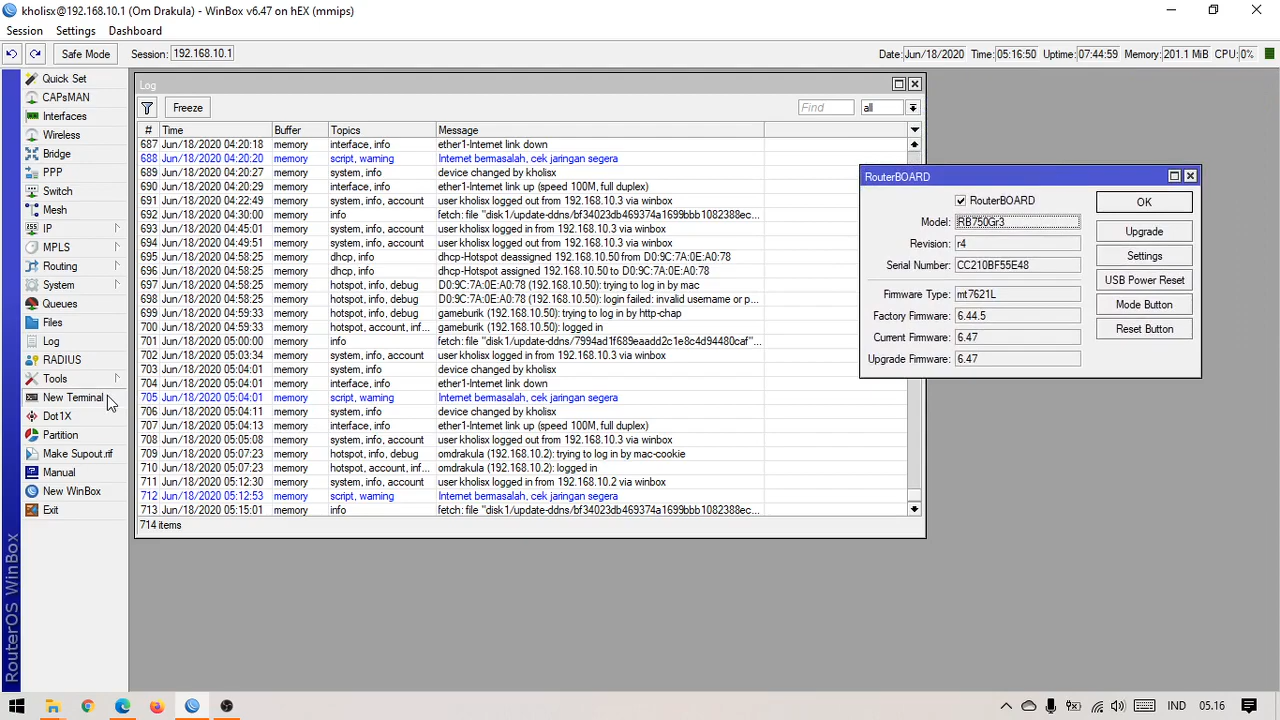 kholisx@192.168.10.1 (Om Drakula) - WinBox v6.47 on hEX (mmips)
Session Settings Dashboard
Safe Mode Session: 192.168.10.1 Date: Jun/18/2020 Time: 05:16:50 Uptime: 07:44:59 Memory: 201.1 MiB CPU: 0%
Quick Set
CAPsMAN
Interfaces
Wireless
Bridge
PPP
Switch
Mesh
IP
MPLS
Routing
System
Queues
Files
Log
RADIUS
Tools
New Terminal
Dot1X
Partition
Make Supout.rif
Manual
New WinBox
Exit
RouterOS WinBox
Log
Freeze Find all
# Time Buffer Topics Message
687 Jun/18/2020 04:20:18 memory interface, info ether1-Internet link down
688 Jun/18/2020 04:20:20 memory script, warning Internet bermasalah, cek jaringan segera
689 Jun/18/2020 04:20:27 memory system, info device changed by kholisx
690 Jun/18/2020 04:20:29 memory interface, info ether1-Internet link up (speed 100M, full duplex)
691 Jun/18/2020 04:22:49 memory system, info, account user kholisx logged out from 192.168.10.3 via winbox
692 Jun/18/2020 04:30:00 memory info fetch: file "disk1/update-ddns/bf34023db469374a1699bbb1082388ec...
693 Jun/18/2020 04:45:01 memory system, info, account user kholisx logged in from 192.168.10.3 via winbox
694 Jun/18/2020 04:49:51 memory system, info, account user kholisx logged out from 192.168.10.3 via winbox
695 Jun/18/2020 04:58:56 memory dhcp, info dhcp-Hotspot deassigned 192.168.10.50 from D0:9C:7A:0E:A0:78
696 Jun/18/2020 04:58:56 memory dhcp, info dhcp-Hotspot assigned 192.168.10.50 to D0:9C:7A:0E:A0:78
697 Jun/18/2020 04:58:57 memory hotspot, info, debug D0:9C:7A:0E:A0:78 (192.168.10.50): trying to log in by mac
698 Jun/18/2020 04:58:57 memory hotspot, info, debug D0:9C:7A:0E:A0:78 (192.168.10.50): login failed: invalid username or p...
699 Jun/18/2020 04:59:33 memory hotspot, info, debug gameburik (192.168.10.50): trying to log in by http-chap
700 Jun/18/2020 04:59:33 memory hotspot, account, inf... gameburik (192.168.10.50): logged in
701 Jun/18/2020 05:00:00 memory info fetch: file "disk1/update-ddns/7994ad1f689eaadd2c1e8c4d94480caf"...
702 Jun/18/2020 05:03:34 memory system, info, account user kholisx logged in from 192.168.10.3 via winbox
703 Jun/18/2020 05:04:01 memory system, info device changed by kholisx
704 Jun/18/2020 05:04:01 memory interface, info ether1-Internet link down
705 Jun/18/2020 05:04:01 memory script, warning Internet bermasalah, cek jaringan segera
706 Jun/18/2020 05:04:11 memory system, info device changed by kholisx
707 Jun/18/2020 05:04:13 memory interface, info ether1-Internet link up (speed 100M, full duplex)
708 Jun/18/2020 05:05:08 memory system, info, account user kholisx logged out from 192.168.10.3 via winbox
709 Jun/18/2020 05:07:23 memory hotspot, info, debug omdrakula (192.168.10.2): trying to log in by mac-cookie
710 Jun/18/2020 05:07:23 memory hotspot, account, inf... omdrakula (192.168.10.2): logged in
711 Jun/18/2020 05:12:30 memory system, info, account user kholisx logged in from 192.168.10.2 via winbox
712 Jun/18/2020 05:12:53 memory script, warning Internet bermasalah, cek jaringan segera
713 Jun/18/2020 05:15:01 memory info fetch: file "disk1/update-ddns/bf34023db469374a1699bbb1082388ec...
714 items
RouterBOARD
RouterBOARD
Model: RB750Gr3
Revision: r4
Serial Number: CC210BF55E48
Firmware Type: mt7621L
Factory Firmware: 6.44.5
Current Firmware: 6.47
Upgrade Firmware: 6.47
OK
Upgrade
Settings
USB Power Reset
Mode Button
Reset Button
IND 05.16